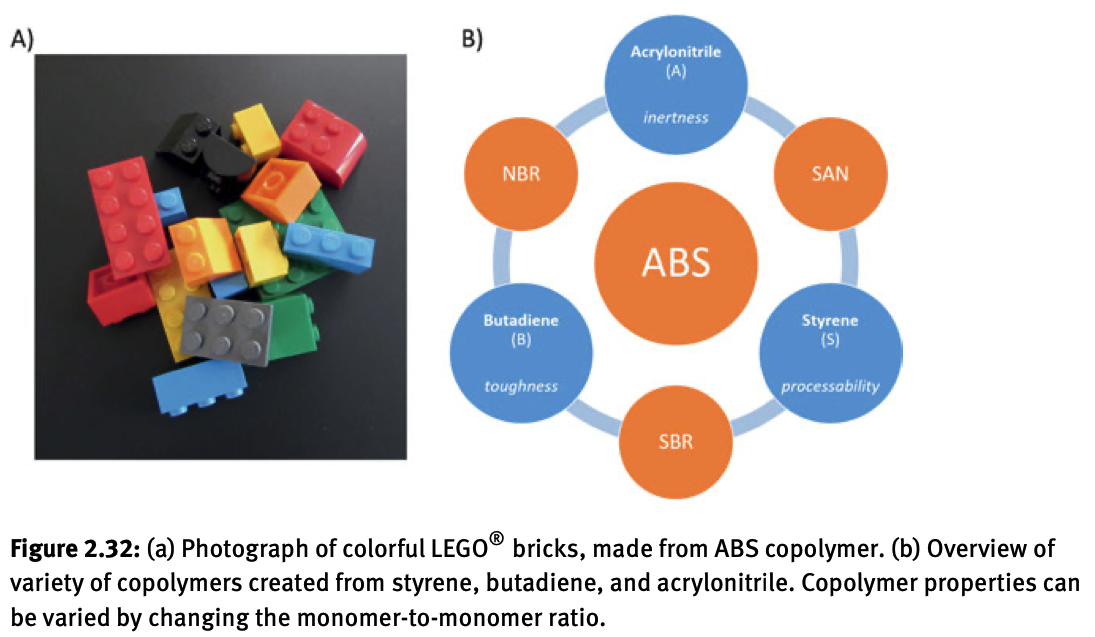 A)
B)
Acrylonitrile
(A)
inertness
NBR
SAN
ABS
Butadiene
(B)
toughness
Styrene
(S)
processability
SBR
Figure 2.32: (a) Photograph of colorful LEGO® bricks, made from ABS copolymer. (b) Overview of
variety of copolymers created from styrene, butadiene, and acrylonitrile. Copolymer properties can
be varied by changing the monomer-to-monomer ratio.